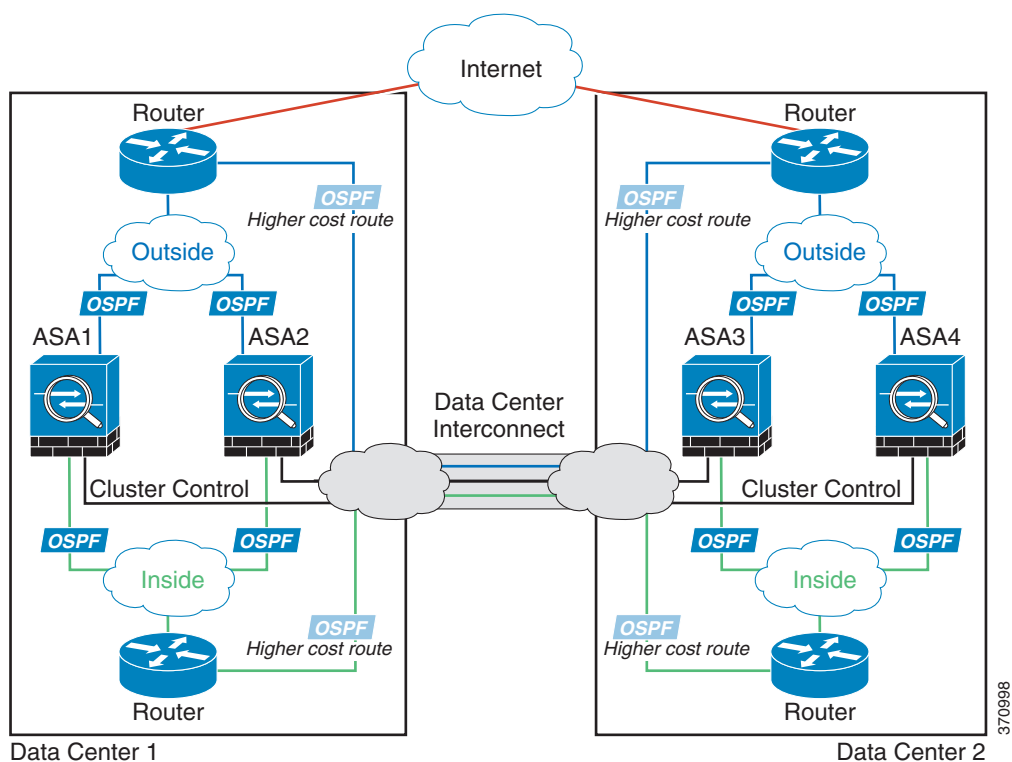 Internet
Router
Router
OSPF
Higher cost route
OSPF
Higher cost route
Outside
Outside
OSPF
OSPF
OSPF
OSPF
ASA1
ASA2
ASA3
ASA4
Data Center
Interconnect
Cluster Control
Cluster Control
OSPF
OSPF
OSPF
OSPF
Inside
Inside
OSPF
Higher cost route
OSPF
Higher cost route
Router
Router
370998
Data Center 1
Data Center 2